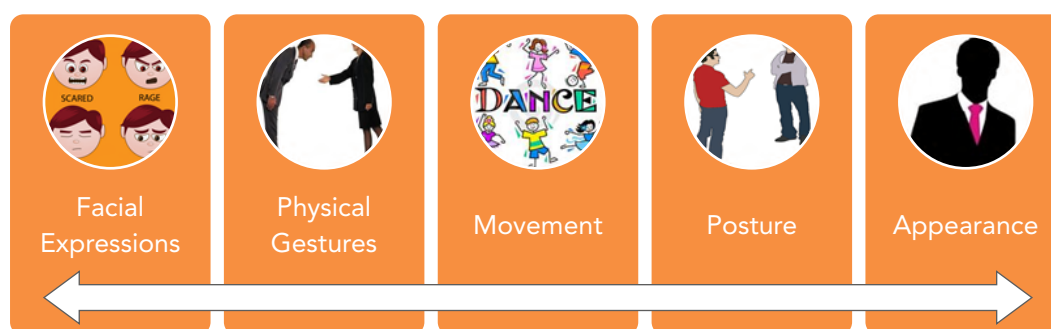 SCARED
RAGE
DANCE
Facial
Expressions
Physical
Gestures
Movement
Posture
Appearance